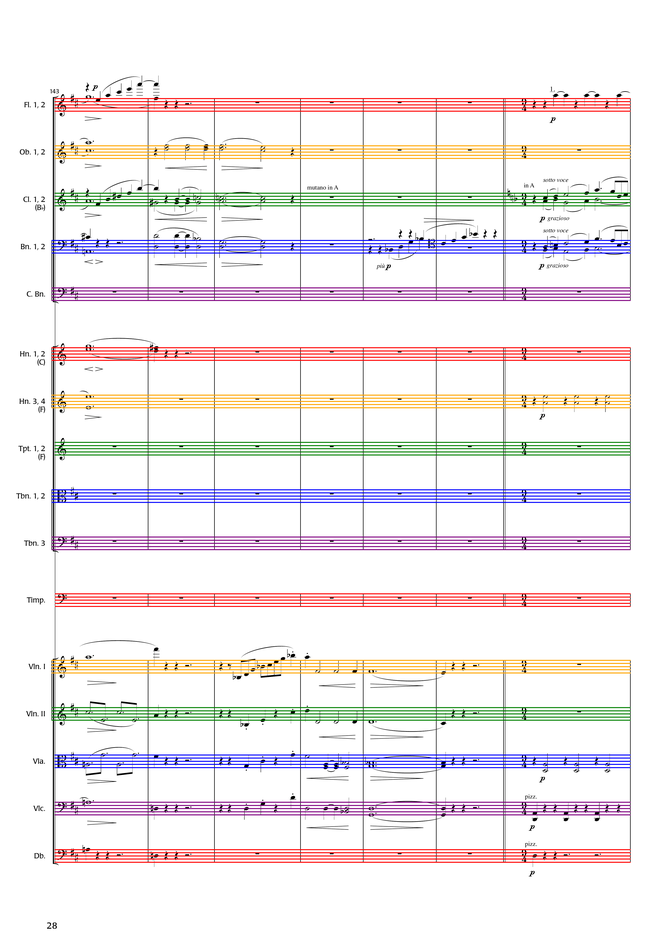 143
p
Fl. 1, 2
1.
p
Ob. 1, 2
mutano in A
in A
sotto voce
Cl. 1, 2
(B♭)
p grazioso
sotto voce
Bn. 1, 2
più p
p grazioso
C. Bn.
Hn. 1, 2
(C)
Hn. 3, 4
(F)
p
Tpt. 1, 2
(F)
Tbn. 1, 2
Tbn. 3
Timp.
Vln. I
Vln. II
Vla.
p
pizz.
Vlc.
p
pizz.
Db.
p
28